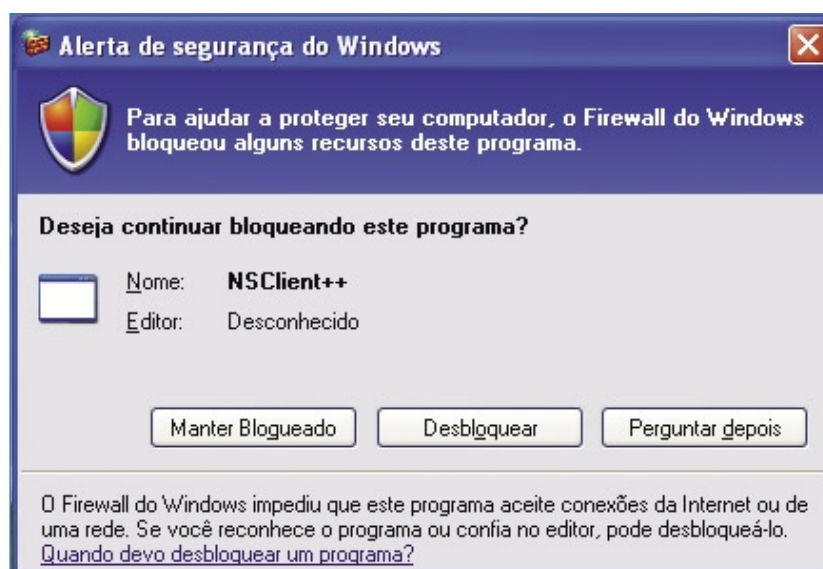 Alerta de segurança do Windows
Para ajudar a proteger seu computador, o Firewall do Windows
bloqueou alguns recursos deste programa.
Deseja continuar bloqueando este programa?
Nome: NSClient++
Editor: Desconhecido
Manter Bloqueado Desbloquear Perguntar depois
O Firewall do Windows impediu que este programa aceite conexões da Internet ou de
uma rede. Se você reconhece o programa ou confia no editor, pode desbloqueá-lo.
Quando devo desbloquear um programa?